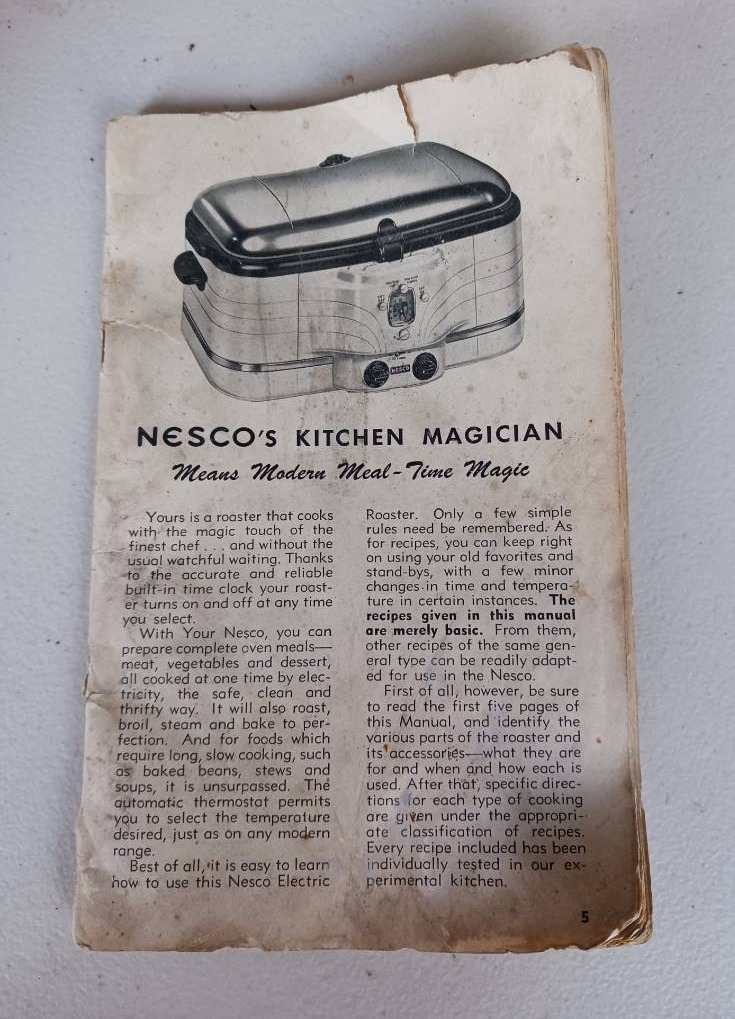 NESCO
NESCO'S KITCHEN MAGICIAN
Means Modern Meal-Time Magic
Yours is a roaster that cooks
with the magic touch of the
finest chef . . . and without the
usual watchful waiting. Thanks
to the accurate and reliable
built-in time clock your roast-
er turns on and off at any time
you select.
With Your Nesco, you can
prepare complete oven meals—
meat, vegetables and dessert,
all cooked at one time by elec-
tricity, the safe, clean and
thrifty way. It will also roast,
broil, steam and bake to per-
fection. And for foods which
require long, slow cooking, such
as baked beans, stews and
soups, it is unsurpassed. The
automatic thermostat permits
you to select the temperature
desired, just as on any modern
range.
Best of all, it is easy to learn
how to use this Nesco Electric
Roaster. Only a few simple
rules need be remembered. As
for recipes, you can keep right
on using your old favorites and
stand-bys, with a few minor
changes in time and tempera-
ture in certain instances. The
recipes given in this manual
are merely basic. From them,
other recipes of the same gen-
eral type can be readily adapt-
ed for use in the Nesco.
First of all, however, be sure
to read the first five pages of
this Manual, and identify the
various parts of the roaster and
its accessories—what they are
for and when and how each is
used. After that, specific direc-
tions for each type of cooking
are given under the appropri-
ate classification of recipes.
Every recipe included has been
individually tested in our ex-
perimental kitchen.
5